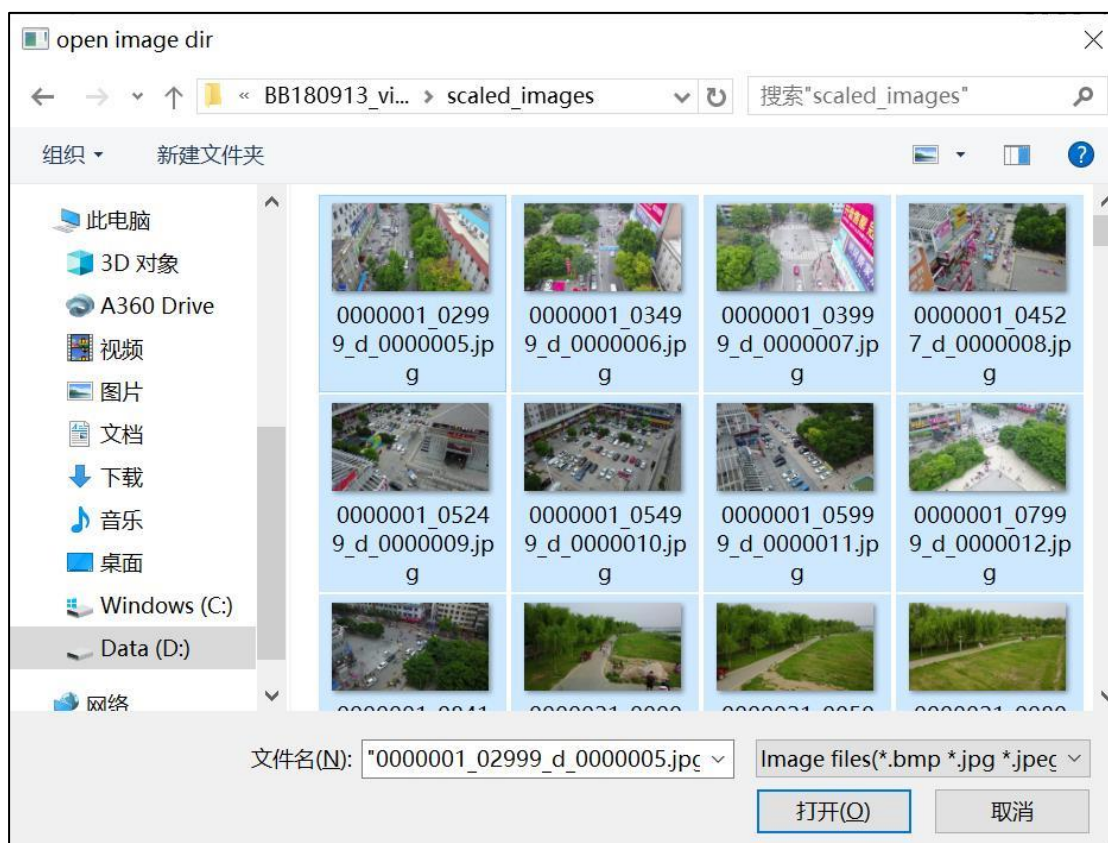 open image dir
« BB180913_vi... › scaled_images
搜索"scaled_images"
组织
新建文件夹
此电脑
3D 对象
A360 Drive
视频
图片
文档
下载
音乐
桌面
Windows (C:)
Data (D:)
网络
0000001_0299
9_d_0000005.jp
g
0000001_0349
9_d_0000006.jp
g
0000001_0399
9_d_0000007.jp
g
0000001_0452
7_d_0000008.jp
g
0000001_0524
9_d_0000009.jp
g
0000001_0549
9_d_0000010.jp
g
0000001_0599
9_d_0000011.jp
g
0000001_0799
9_d_0000012.jp
g
文件名(N):
"0000001_02999_d_0000005.jpg
Image files(*.bmp *.jpg *.jpeg
打开(O)
取消